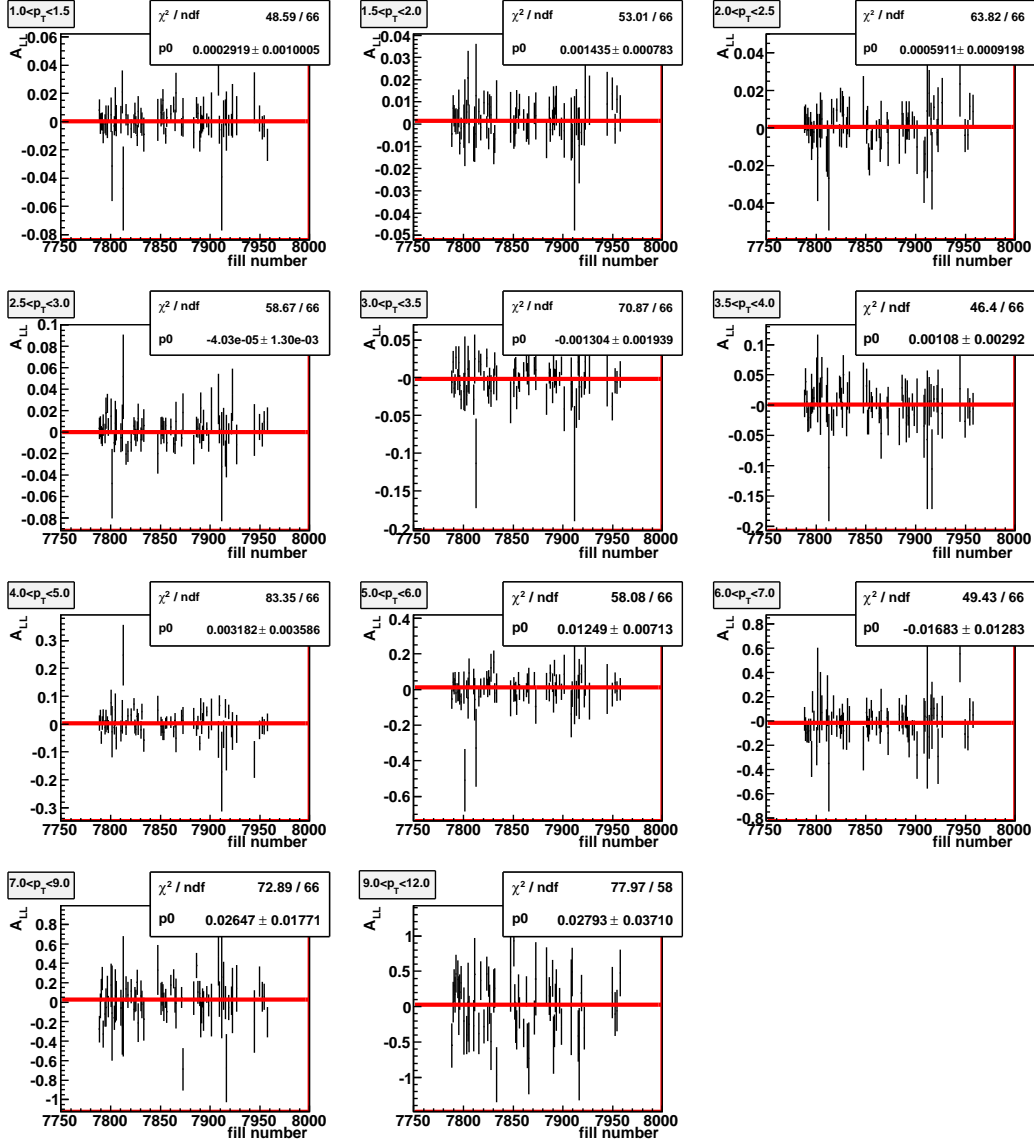 1.0<p_T<1.5
χ² / ndf 48.59 / 66
p0 0.0002919 ± 0.0010005
A_LL
0.06
0.04
0.02
0
-0.02
-0.04
-0.06
-0.08
7750 7800 7850 7900 7950 8000
fill number
1.5<p_T<2.0
χ² / ndf 53.01 / 66
p0 0.001435 ± 0.000783
A_LL
0.04
0.03
0.02
0.01
0
-0.01
-0.02
-0.03
-0.04
-0.05
7750 7800 7850 7900 7950 8000
fill number
2.0<p_T<2.5
χ² / ndf 63.82 / 66
p0 0.0005911 ± 0.0009198
A_LL
0.04
0.02
0
-0.02
-0.04
7750 7800 7850 7900 7950 8000
fill number
2.5<p_T<3.0
χ² / ndf 58.67 / 66
p0 -4.03e-05 ± 1.30e-03
A_LL
0.1
0.08
0.06
0.04
0.02
0
-0.02
-0.04
-0.06
-0.08
7750 7800 7850 7900 7950 8000
fill number
3.0<p_T<3.5
χ² / ndf 70.87 / 66
p0 -0.001304 ± 0.001939
A_LL
0.05
-0
-0.05
-0.1
-0.15
-0.2
7750 7800 7850 7900 7950 8000
fill number
3.5<p_T<4.0
χ² / ndf 46.4 / 66
p0 0.00108 ± 0.00292
A_LL
0.1
0.05
-0
-0.05
-0.1
-0.15
-0.2
7750 7800 7850 7900 7950 8000
fill number
4.0<p_T<5.0
χ² / ndf 83.35 / 66
p0 0.003182 ± 0.003586
A_LL
0.3
0.2
0.1
0
-0.1
-0.2
-0.3
7750 7800 7850 7900 7950 8000
fill number
5.0<p_T<6.0
χ² / ndf 58.08 / 66
p0 0.01249 ± 0.00713
A_LL
0.4
0.2
0
-0.2
-0.4
-0.6
7750 7800 7850 7900 7950 8000
fill number
6.0<p_T<7.0
χ² / ndf 49.43 / 66
p0 -0.01683 ± 0.01283
A_LL
0.8
0.6
0.4
0.2
-0
-0.2
-0.4
-0.6
-0.8
7750 7800 7850 7900 7950 8000
fill number
7.0<p_T<9.0
χ² / ndf 72.89 / 66
p0 0.02647 ± 0.01771
A_LL
0.8
0.6
0.4
0.2
0
-0.2
-0.4
-0.6
-0.8
-1
7750 7800 7850 7900 7950 8000
fill number
9.0<p_T<12.0
χ² / ndf 77.97 / 58
p0 0.02793 ± 0.03710
A_LL
1
0.5
0
-0.5
-1
7750 7800 7850 7900 7950 8000
fill number